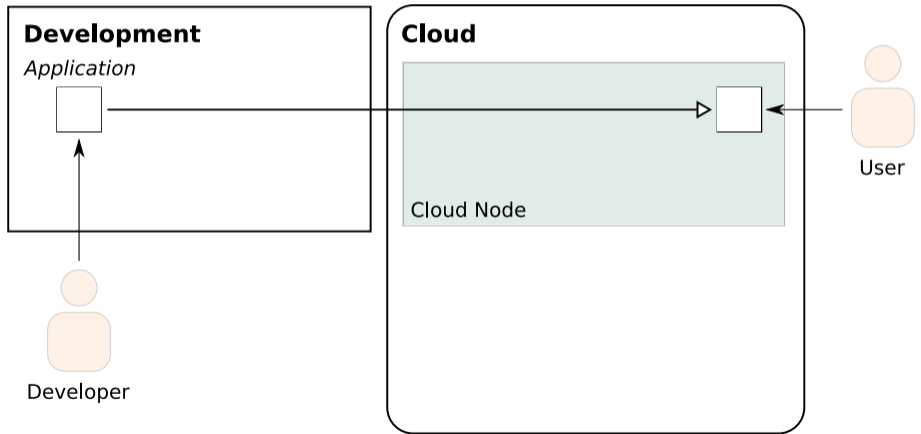 Development
Application
Cloud
Cloud Node
User
Developer